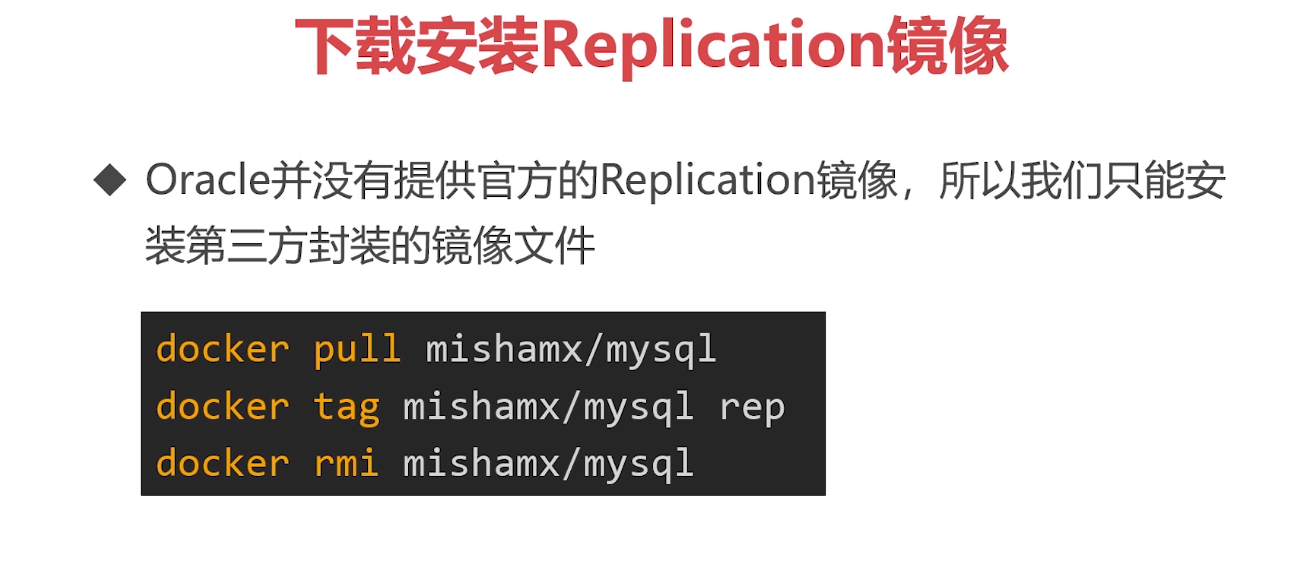 下载安装Replication镜像
Oracle并没有提供官方的Replication镜像，所以我们只能安
装第三方封装的镜像文件
docker pull mishamx/mysql
docker tag mishamx/mysql rep
docker rmi mishamx/mysql